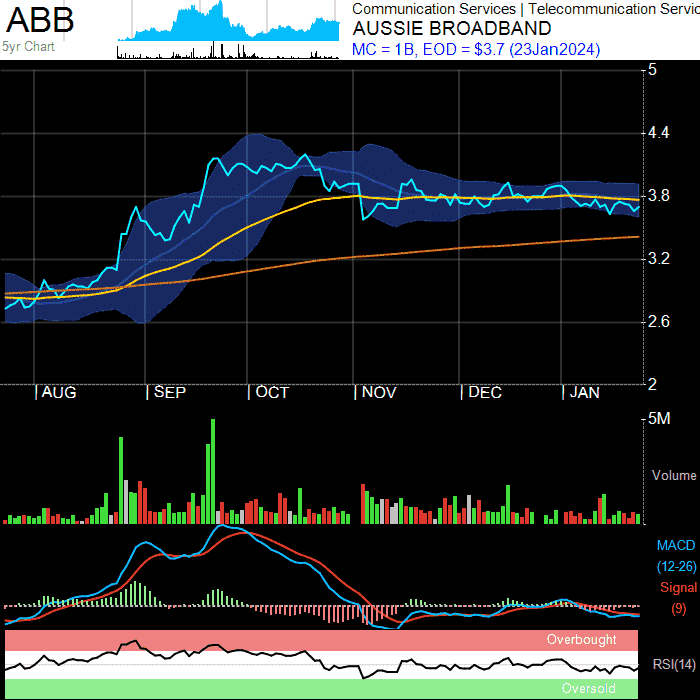 ABB
5yr Chart
Communication Services | Telecommunication Servic
AUSSIE BROADBAND
MC = 1B, EOD = $3.7 (23Jan2024)
5
4.4
3.8
3.2
2.6
2
| AUG | SEP | OCT | NOV | DEC | JAN
5M
Volume
MACD
(12-26)
Signal
(9)
Overbought
RSI(14)
Oversold